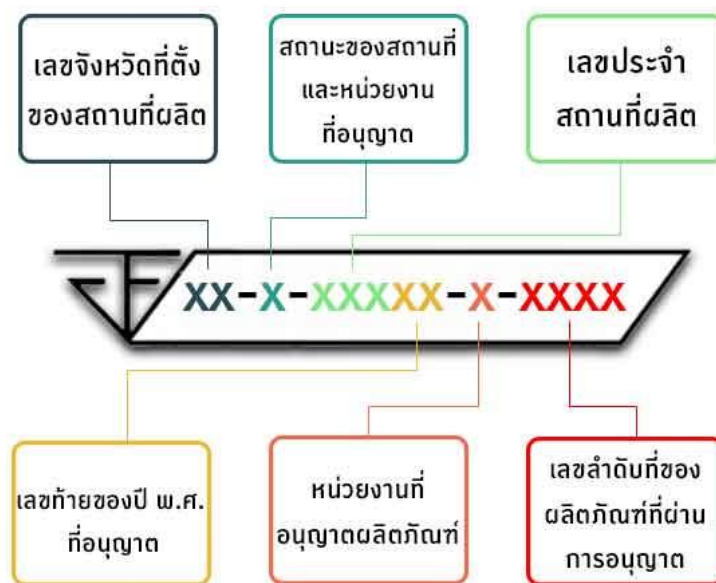 เลขจังหวัดที่ตั้ง
ของสถานที่ผลิต
สถานะของสถานที่
และหน่วยงาน
ที่อนุญาต
เลขประจำ
สถานที่ผลิต
XX-X-XXXXX-X-XXXX
เลขท้ายของปี พ.ศ.
ที่อนุญาต
หน่วยงานที่
อนุญาตผลิตภัณฑ์
เลขลำดับที่ของ
ผลิตภัณฑ์ที่ผ่าน
การอนุญาต